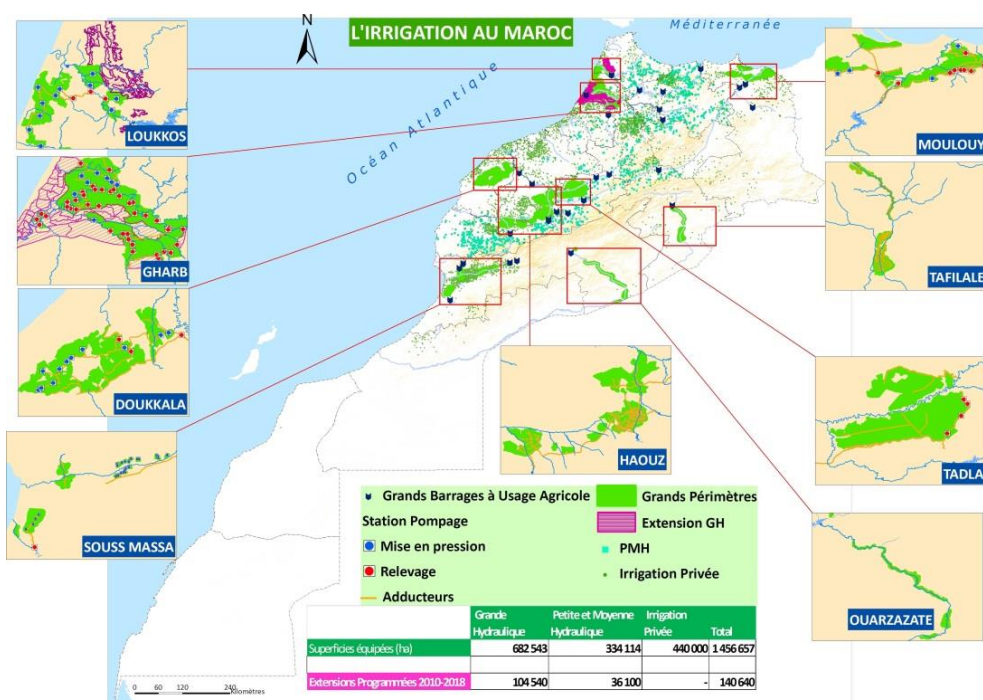 N
L'IRRIGATION AU MAROC
Méditerranée
Océan Atlantique
LOUKKOS
GHARB
DOUKKALA
SOUSS MASSA
MOULOUY
TAFILALE
TADLA
OUARZAZATE
HAOUZ
Grands Barrages à Usage Agricole
Station Pompage
Mise en pression
Relevage
Adducteurs
Grands Périmètres
Extension GH
PMH
Irrigation Privée
Grande Hydraulique Petite et Moyenne Hydraulique Irrigation Privée Total
Superficies équipées (ha) 682 543 334 114 440 000 1 456 657
Extensions Programmées 2010-2018 104 540 36 100 - 140 640
0 60 120 240 Kilomètres